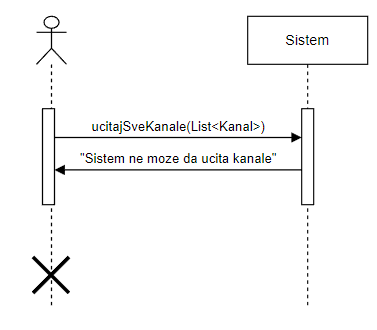 Sistem
ucitajSveKanale(List<Kanal>)
"Sistem ne moze da ucita kanale"